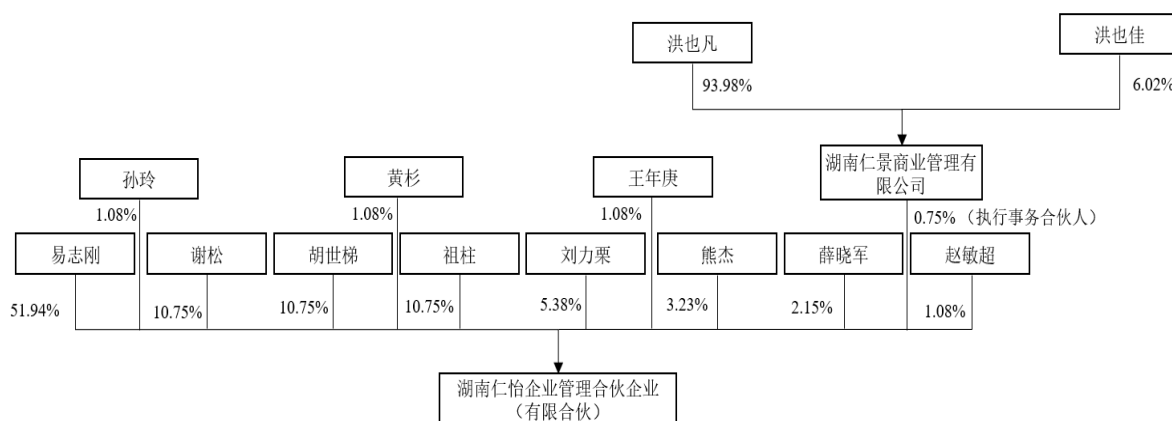 洪也凡
洪也佳
93.98%
6.02%
孙玲
黄杉
王年庚
湖南仁景商业管理有
限公司
1.08%
1.08%
1.08%
0.75%（执行事务合伙人）
易志刚
谢松
胡世梯
祖柱
刘力栗
熊杰
薛晓军
赵敏超
51.94%
10.75%
10.75%
10.75%
5.38%
3.23%
2.15%
1.08%
湖南仁怡企业管理合伙企业
（有限合伙）